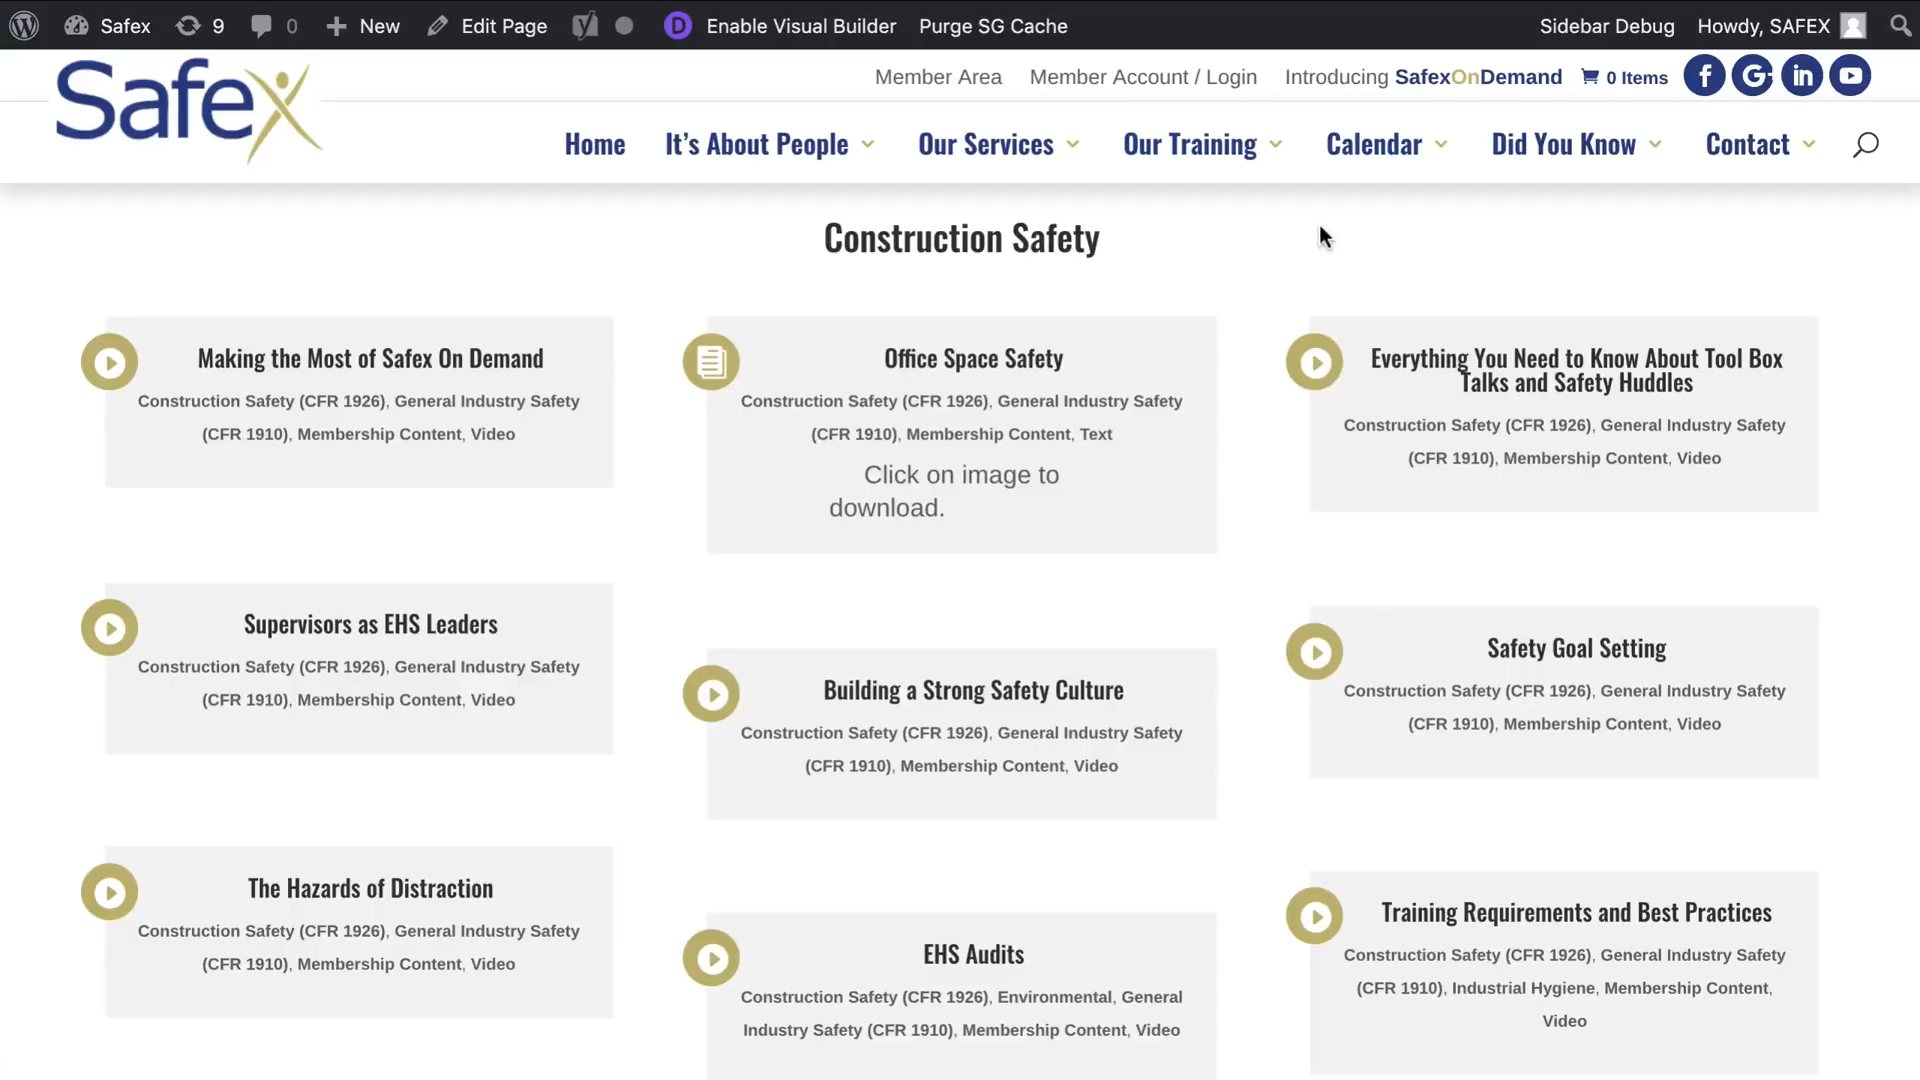 Safex
9
0
New
Edit Page
Enable Visual Builder
Purge SG Cache
Sidebar Debug
Howdy, SAFEX
Safex
Member Area
Member Account / Login
Introducing SafexOnDemand
0 Items
Home
It’s About People
Our Services
Our Training
Calendar
Did You Know
Contact
Construction Safety
Making the Most of Safex On Demand
Construction Safety (CFR 1926), General Industry Safety
(CFR 1910), Membership Content, Video
Office Space Safety
Construction Safety (CFR 1926), General Industry Safety
(CFR 1910), Membership Content, Text
Click on image to
download.
Everything You Need to Know About Tool Box
Talks and Safety Huddles
Construction Safety (CFR 1926), General Industry Safety
(CFR 1910), Membership Content, Video
Supervisors as EHS Leaders
Construction Safety (CFR 1926), General Industry Safety
(CFR 1910), Membership Content, Video
Building a Strong Safety Culture
Construction Safety (CFR 1926), General Industry Safety
(CFR 1910), Membership Content, Video
Safety Goal Setting
Construction Safety (CFR 1926), General Industry Safety
(CFR 1910), Membership Content, Video
The Hazards of Distraction
Construction Safety (CFR 1926), General Industry Safety
(CFR 1910), Membership Content, Video
EHS Audits
Construction Safety (CFR 1926), Environmental, General
Industry Safety (CFR 1910), Membership Content, Video
Training Requirements and Best Practices
Construction Safety (CFR 1926), General Industry Safety
(CFR 1910), Industrial Hygiene, Membership Content,
Video